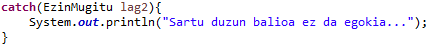 catch(EzinMugitu lag2){
    System.out.println("Sartu duzun balioa ez da egokia...");
}